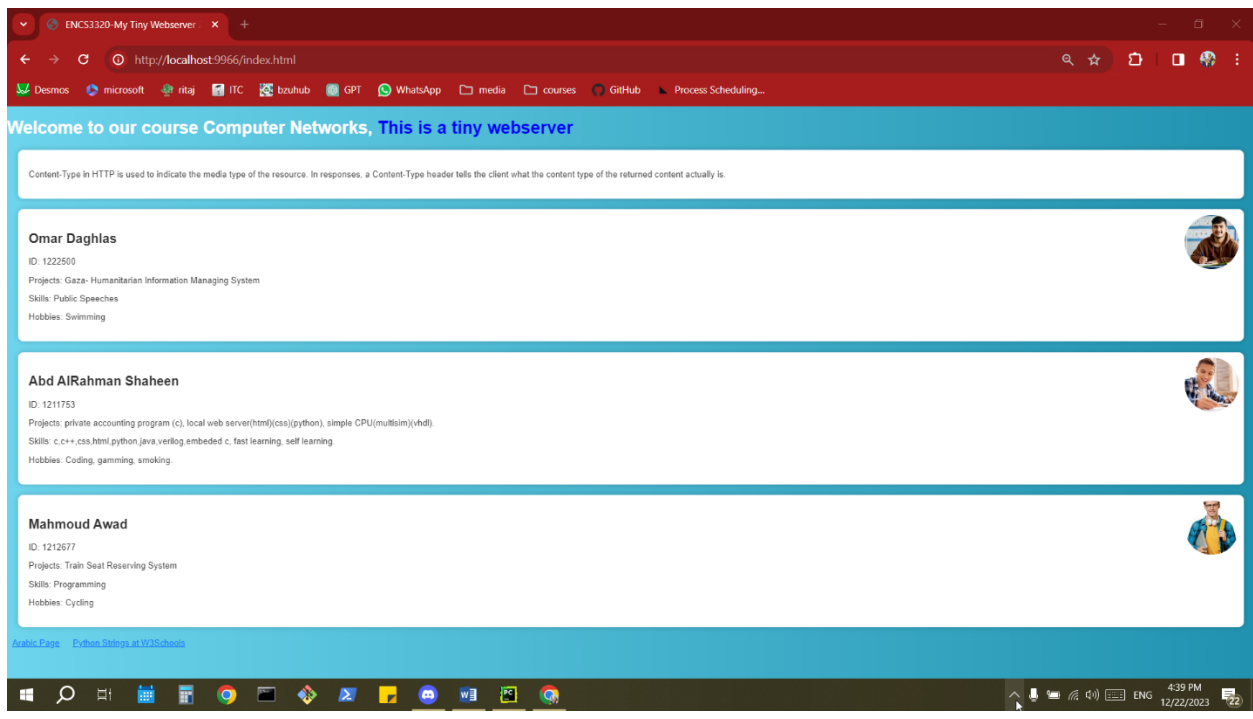 ENCS3320-My Tiny Webserver
http://localhost:9966/index.html
Desmos microsoft ritaj ITC bzuhub GPT WhatsApp media courses GitHub Process Scheduling...
Welcome to our course Computer Networks, This is a tiny webserver
Content-Type in HTTP is used to indicate the media type of the resource. In responses, a Content-Type header tells the client what the content type of the returned content actually is.
Omar Daghlas
ID: 1222500
Projects: Gaza- Humanitarian Information Managing System
Skills: Public Speeches
Hobbies: Swimming
Abd AlRahman Shaheen
ID: 1211753
Projects: private accounting program (c), local web server(html)(css)(python), simple CPU(multisim)(vhdl).
Skills: c,c++,css,html,python,java,verilog,embeded c, fast learning, self learning.
Hobbies: Coding, gamming, smoking.
Mahmoud Awad
ID: 1212677
Projects: Train Seat Reserving System
Skills: Programming
Hobbies: Cycling
Arabic Page Python Strings at W3Schools
ENG
4:39 PM
12/22/2023
22